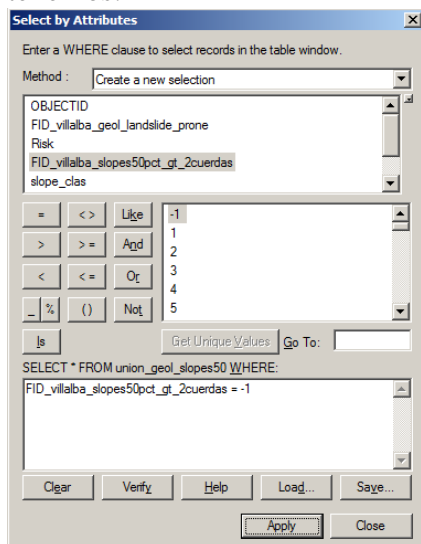 Select by Attributes
Enter a WHERE clause to select records in the table window.
Method : Create a new selection
OBJECTID
FID_villalba_geol_landslide_prone
Risk
FID_villalba_slopes50pct_gt_2cuerdas
slope_clas
= <> Like
> >= And
< <= Or
_ % () Not
Is
-1
1
2
3
4
5
Get Unique Values Go To:
SELECT * FROM union_geol_slopes50 WHERE:
FID_villalba_slopes50pct_gt_2cuerdas = -1
Clear Verify Help Load... Save...
Apply Close